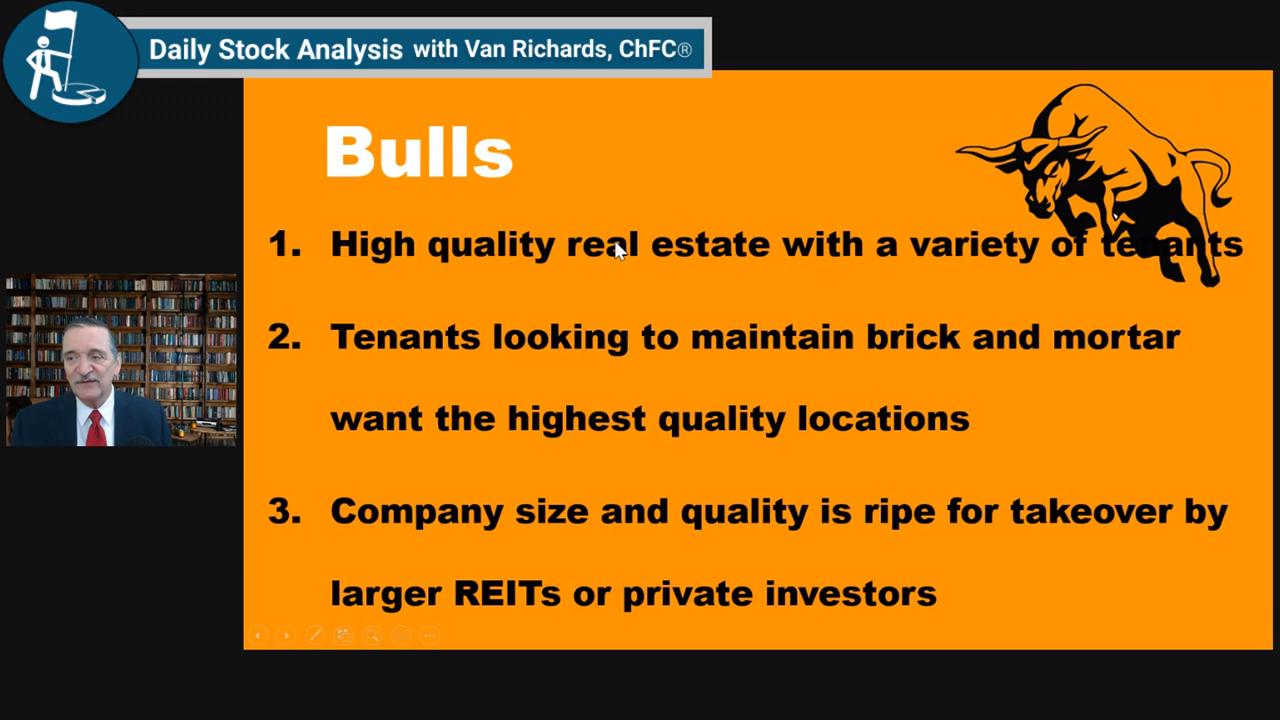 Daily Stock Analysis with Van Richards, ChFC®
Bulls
1. High quality real estate with a variety of tenants
2. Tenants looking to maintain brick and mortar
want the highest quality locations
3. Company size and quality is ripe for takeover by
larger REITs or private investors